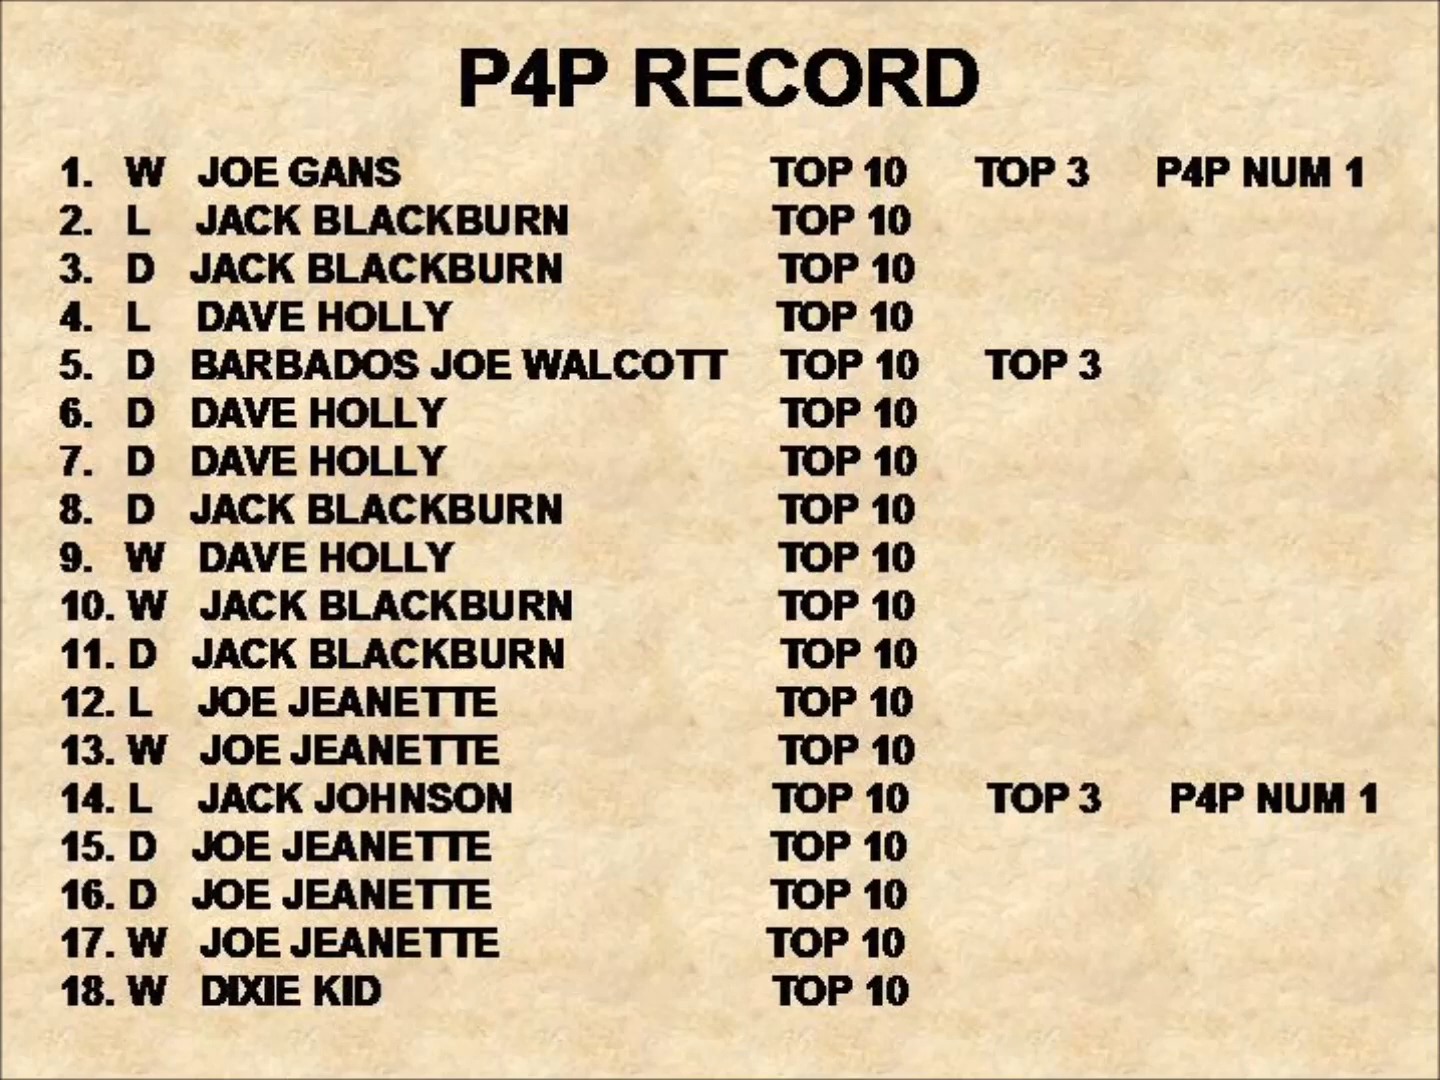 P4P RECORD
1. W JOE GANS TOP 10 TOP 3 P4P NUM 1
2. L JACK BLACKBURN TOP 10
3. D JACK BLACKBURN TOP 10
4. L DAVE HOLLY TOP 10
5. D BARBADOS JOE WALCOTT TOP 10 TOP 3
6. D DAVE HOLLY TOP 10
7. D DAVE HOLLY TOP 10
8. D JACK BLACKBURN TOP 10
9. W DAVE HOLLY TOP 10
10. W JACK BLACKBURN TOP 10
11. D JACK BLACKBURN TOP 10
12. L JOE JEANETTE TOP 10
13. W JOE JEANETTE TOP 10
14. L JACK JOHNSON TOP 10 TOP 3 P4P NUM 1
15. D JOE JEANETTE TOP 10
16. D JOE JEANETTE TOP 10
17. W JOE JEANETTE TOP 10
18. W DIXIE KID TOP 10